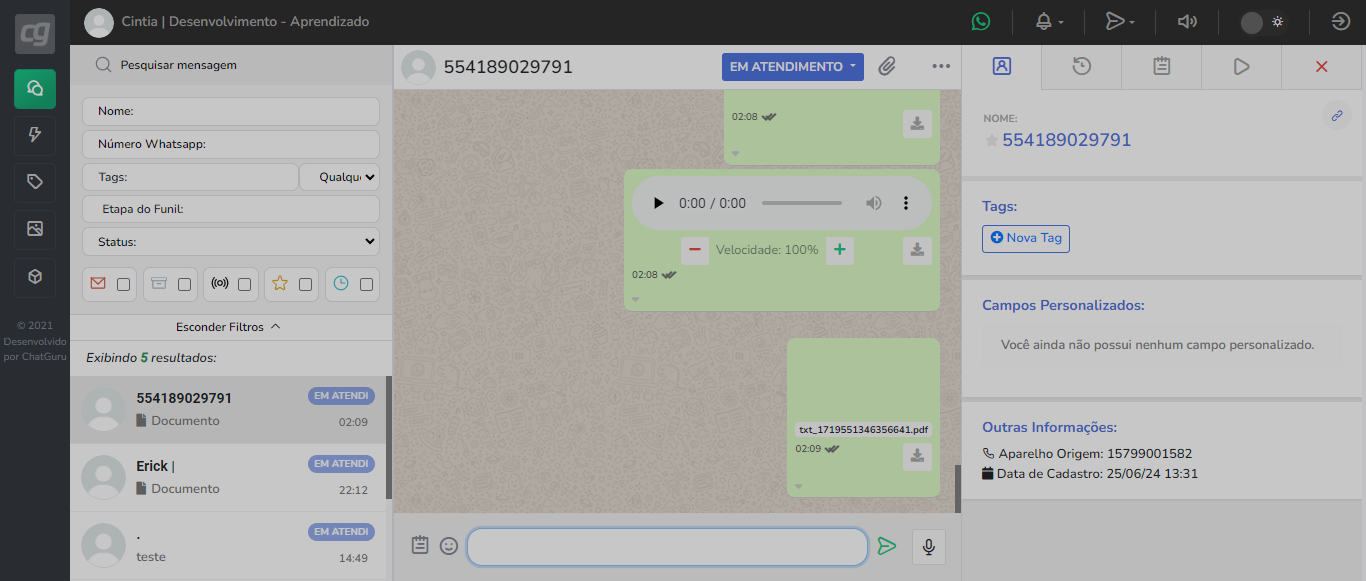 cg
Cintia | Desenvolvimento - Aprendizado
Pesquisar mensagem
Nome:
Número Whatsapp:
Tags:
Qualqu
Etapa do Funil:
Status:
Esconder Filtros
Exibindo 5 resultados:
554189029791
EM ATENDI
Documento
02:09
Erick |
EM ATENDI
Documento
22:12
.
EM ATENDI
teste
14:49
© 2021
Desenvolvido
por ChatGuru
554189029791
EM ATENDIMENTO
02:08
0:00 / 0:00
Velocidade: 100%
02:08
txt_1719551346356641.pdf
02:09
NOME:
554189029791
Tags:
Nova Tag
Campos Personalizados:
Você ainda não possui nenhum campo personalizado.
Outras Informações:
Aparelho Origem: 15799001582
Data de Cadastro: 25/06/24 13:31